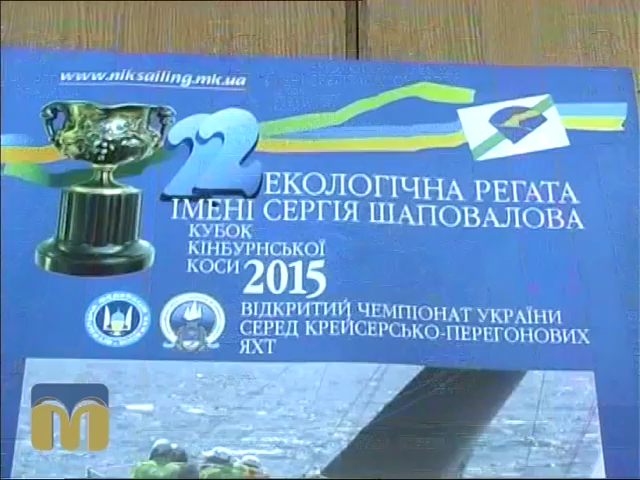 www.niksailing.mk.ua
22 ЕКОЛОГІЧНА РЕГАТА
ІМЕНІ СЕРГІЯ ШАПОВАЛОВА
КУБОК
КІНБУРНСЬКОЇ
КОСИ 2015
ВІДКРИТИЙ ЧЕМПІОНАТ УКРАЇНИ
СЕРЕД КРЕЙСЕРСЬКО-ПЕРЕГОНОВИХ
ЯХТ
M